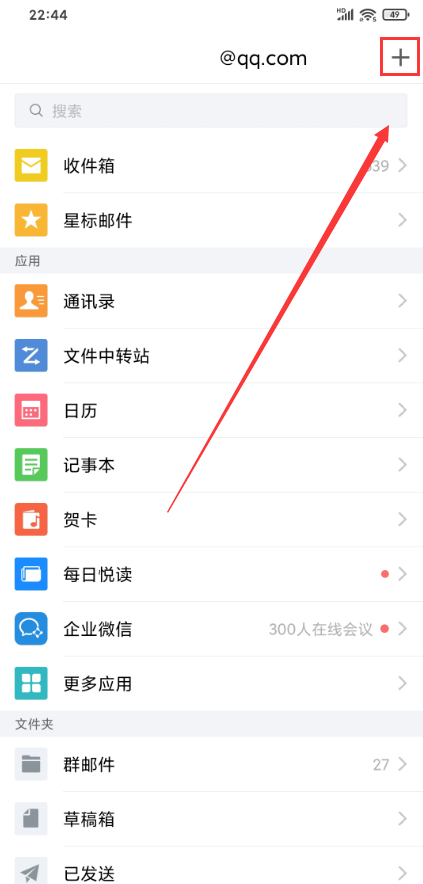 22:44
HD 49
@qq.com
搜索
收件箱
星标邮件
应用
通讯录
文件中转站
日历
记事本
贺卡
每日悦读
企业微信 300人在线会议
更多应用
文件夹
群邮件 27
草稿箱
已发送